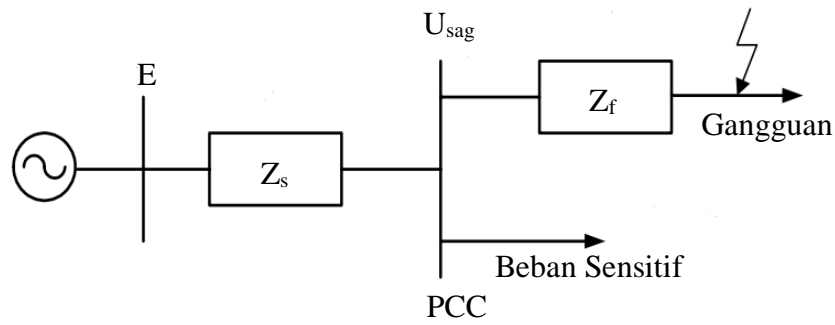 U_sag
E
Z_f
Gangguan
Z_s
Beban Sensitif
PCC